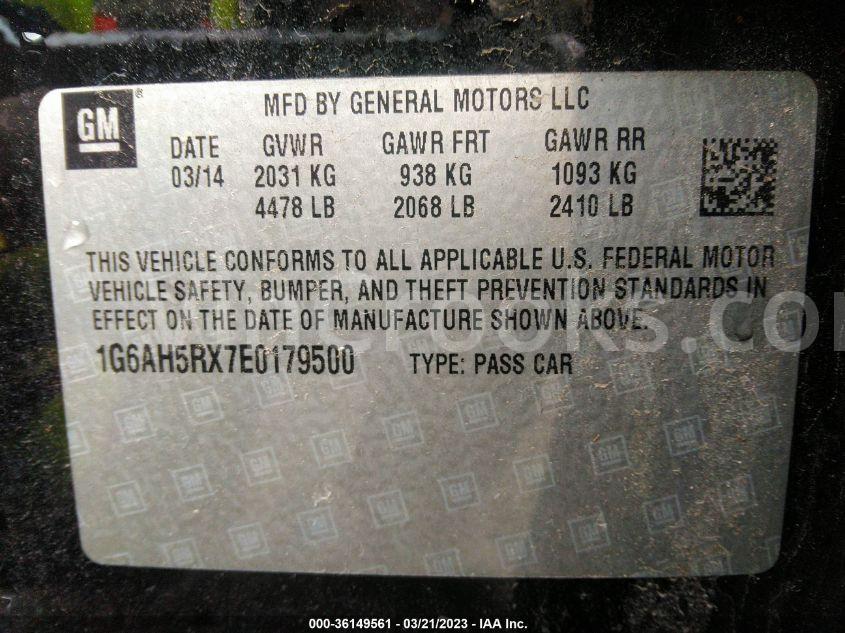 GM
MFD BY GENERAL MOTORS LLC
DATE GVWR GAWR FRT GAWR RR
03/14 2031 KG 938 KG 1093 KG
4478 LB 2068 LB 2410 LB
THIS VEHICLE CONFORMS TO ALL APPLICABLE U.S. FEDERAL MOTOR
VEHICLE SAFETY, BUMPER, AND THEFT PREVENTION STANDARDS IN
EFFECT ON THE DATE OF MANUFACTURE SHOWN ABOVE.
1G6AH5RX7E0179500 TYPE: PASS CAR
000-36149561 - 03/21/2023 - IAA Inc.